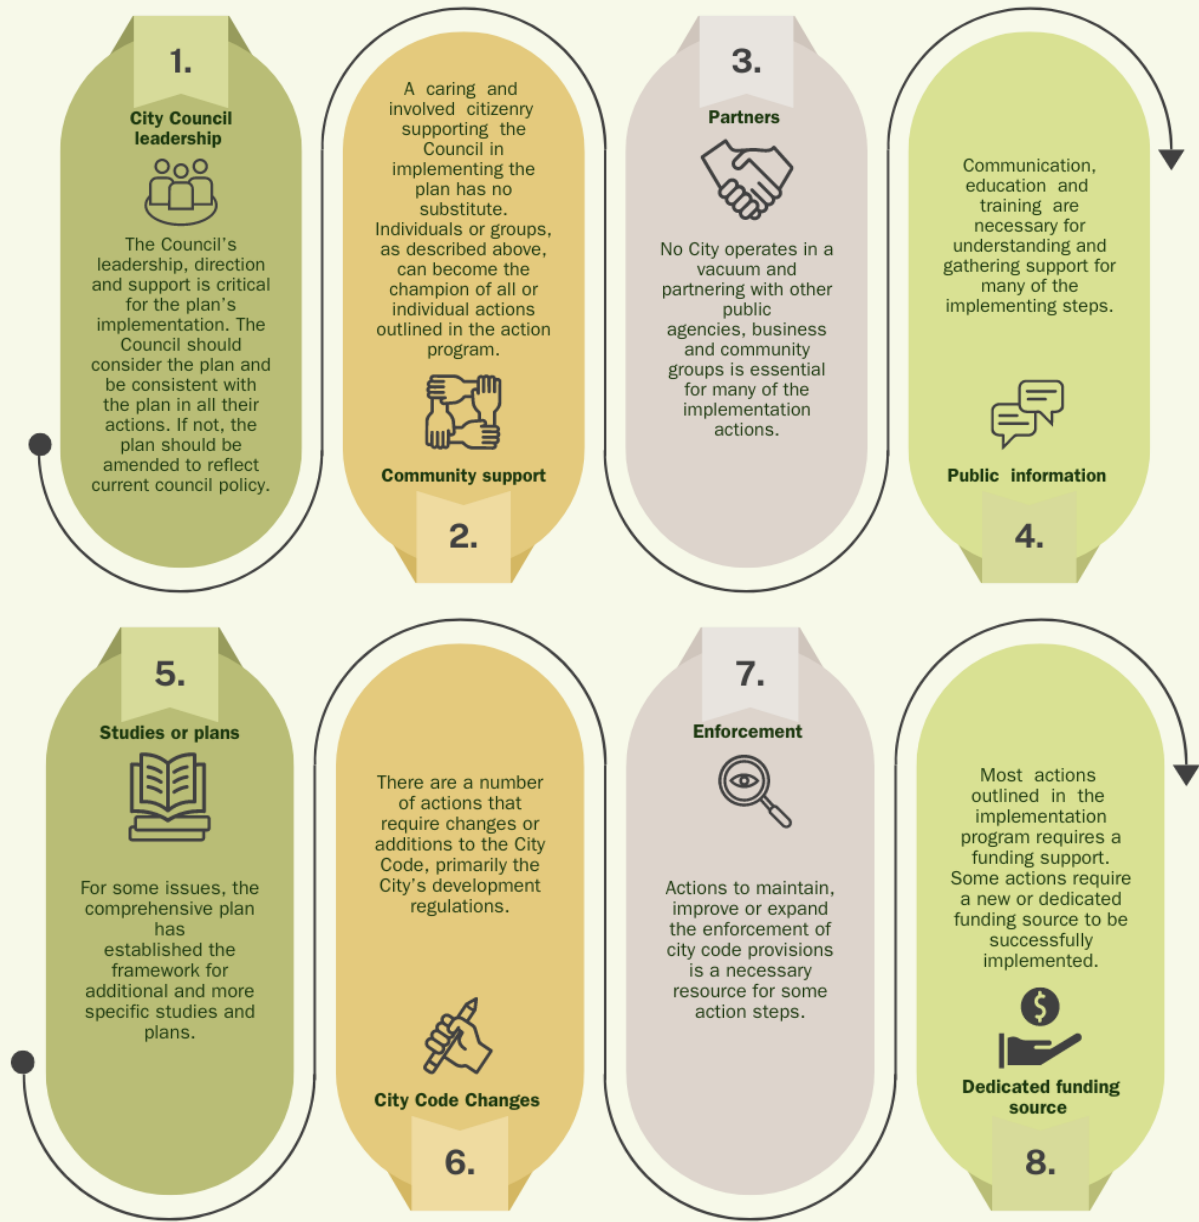 1.
City Council
leadership
The Council's
leadership, direction
and support is critical
for the plan's
implementation. The
Council should
consider the plan and
be consistent with
the plan in all their
actions. If not, the
plan should be
amended to reflect
current council policy.
A caring and
involved citizenry
supporting the
Council in
implementing the
plan has no
substitute.
Individuals or groups,
as described above,
can become the
champion of all or
individual actions
outlined in the action
program.
Community support
2.
3.
Partners
No City operates in a
vacuum and
partnering with other
public
agencies, business
and community
groups is essential
for many of the
implementation
actions.
Communication,
education and
training are
necessary for
understanding and
gathering support for
many of the
implementing steps.
Public information
4.
5.
Studies or plans
For some issues, the
comprehensive plan
has
established the
framework for
additional and more
specific studies and
plans.
There are a number
of actions that
require changes or
additions to the City
Code, primarily the
City's development
regulations.
City Code Changes
6.
7.
Enforcement
Actions to maintain,
improve or expand
the enforcement of
city code provisions
is a necessary
resource for some
action steps.
Most actions
outlined in the
implementation
program requires a
funding support.
Some actions require
a new or dedicated
funding source to be
successfully
implemented.
$
Dedicated funding
source
8.